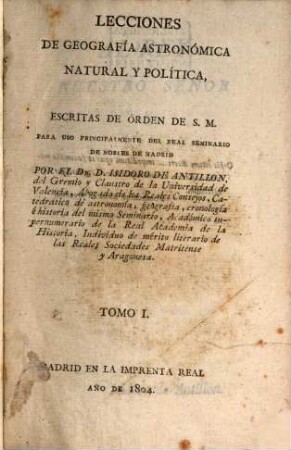 LECCIONES
DE GEOGRAFÍA ASTRONÓMICA
NATURAL Y POLÍTICA,
ESCRITAS DE ÓRDEN DE S. M.
PARA USO PRINCIPALMENTE DEL REAL SEMINARIO
DE NOBLES DE MADRID
POR EL DR. D. ISIDORO DE ANTILLON,
del Gremio y Claustro de la Universidad de
Valencia, Abogado de los Reales Consejos, Ca-
tedrático de astronomía, geografía, cronología
é historia del mismo Seminario, Académico su-
pernumerario de la Real Academia de la
Historia, Individuo de mérito literario de
las Reales Sociedades Matritense
y Aragonesa.
TOMO I.
MADRID EN LA IMPRENTA REAL
AÑO DE 1804.